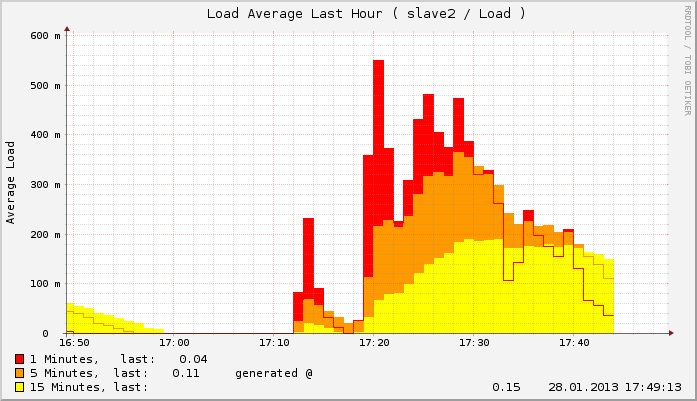 Load Average Last Hour ( slave2 / Load )
RRDTOOL / TOBI OETIKER
Average Load
600 m
500 m
400 m
300 m
200 m
100 m
0
16:50 17:00 17:10 17:20 17:30 17:40
1 Minutes, last: 0.04
5 Minutes, last: 0.11 generated @
15 Minutes, last: 0.15 28.01.2013 17:49:13